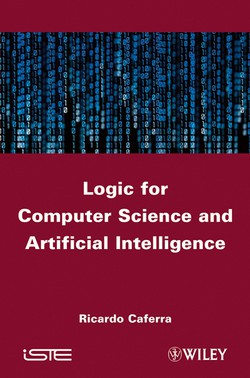 Logic for
Computer Science and
Artificial Intelligence
Ricardo Caferra
iSTE
WILEY